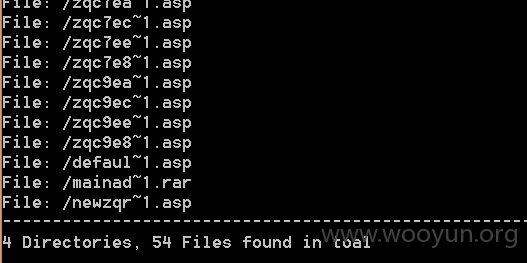 File: /zqc7ea~1.asp
File: /zqc7ec~1.asp
File: /zqc7ee~1.asp
File: /zqc7e8~1.asp
File: /zqc9ea~1.asp
File: /zqc9ec~1.asp
File: /zqc9ee~1.asp
File: /zqc9e8~1.asp
File: /defaul~1.asp
File: /mainad~1.rar
File: /newzqr~1.asp
--------------------------------------------------------------
4 Directories, 54 Files found in toal
www.wooyun.org